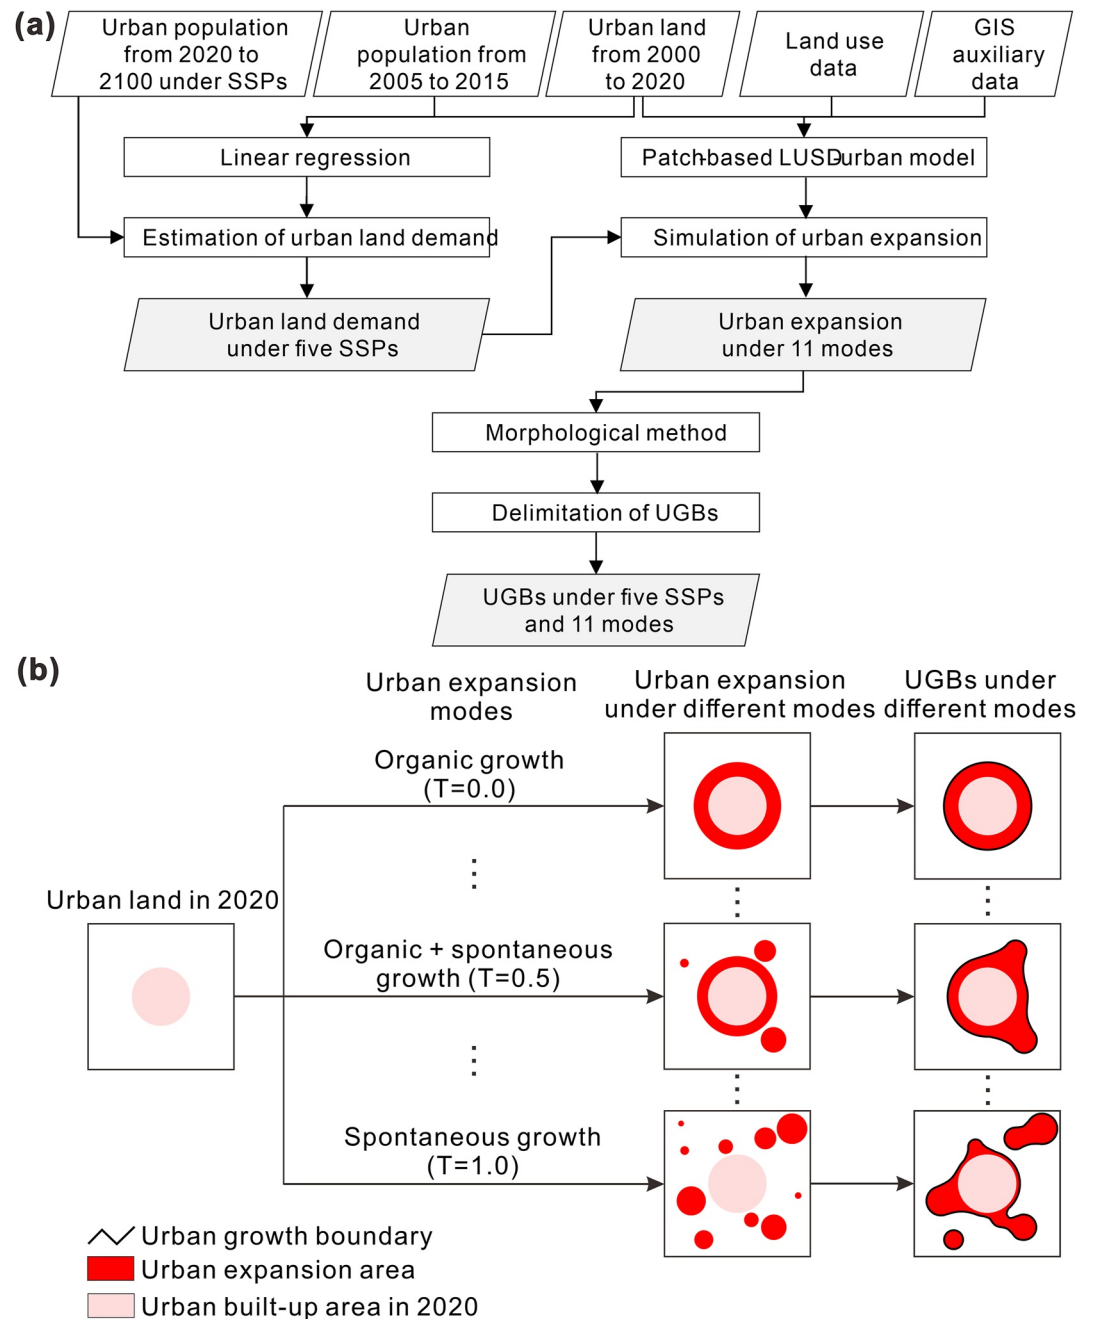 (a)
Urban population
from 2020 to
2100 under SSPs
Urban
population from
2005 to 2015
Urban land
from 2000
to 2020
Land use
data
GIS
auxiliary
data
Linear regression
Patch-based LUSD-urban model
Estimation of urban land demand
Simulation of urban expansion
Urban land demand
under five SSPs
Urban expansion
under 11 modes
Morphological method
Delimitation of UGBs
UGBs under five SSPs
and 11 modes
(b)
Urban expansion
modes
Urban expansion
under different modes
UGBs under
different modes
Organic growth
(T=0.0)
Urban land in 2020
Organic + spontaneous
growth (T=0.5)
Spontaneous growth
(T=1.0)
Urban growth boundary
Urban expansion area
Urban built-up area in 2020